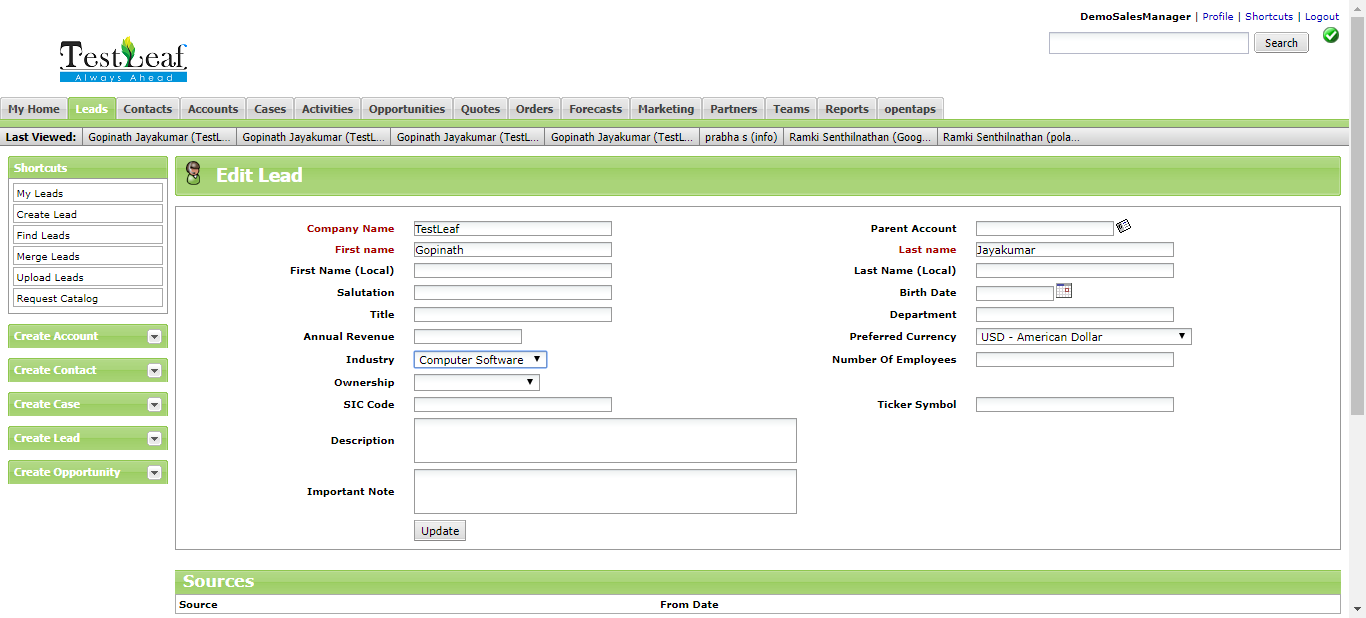 DemoSalesManager | Profile | Shortcuts | Logout
Search
TestLeaf
Always Ahead
My Home Leads Contacts Accounts Cases Activities Opportunities Quotes Orders Forecasts Marketing Partners Teams Reports opentaps
Last Viewed: Gopinath Jayakumar (TestL... Gopinath Jayakumar (TestL... Gopinath Jayakumar (TestL... Gopinath Jayakumar (TestL... prabha s (info) Ramki Senthilnathan (Goog... Ramki Senthilnathan (pola...
Shortcuts
My Leads
Create Lead
Find Leads
Merge Leads
Upload Leads
Request Catalog
Create Account
Create Contact
Create Case
Create Lead
Create Opportunity
Edit Lead
Company Name TestLeaf Parent Account
First name Gopinath Last name Jayakumar
First Name (Local) Last Name (Local)
Salutation Birth Date
Title Department
Annual Revenue Preferred Currency USD - American Dollar
Industry Computer Software Number Of Employees
Ownership
SIC Code Ticker Symbol
Description
Important Note
Update
Sources
Source From Date